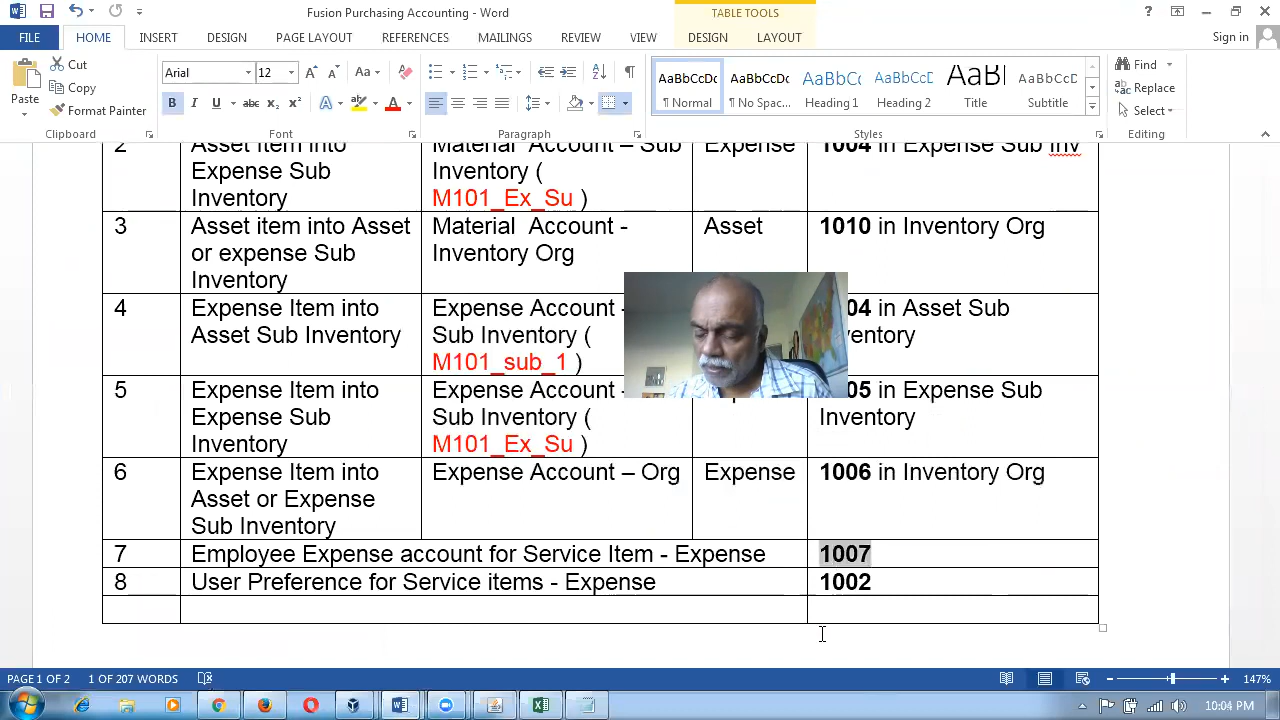 Fusion Purchasing Accounting - Word
TABLE TOOLS
Sign in
FILE HOME INSERT DESIGN PAGE LAYOUT REFERENCES MAILINGS REVIEW VIEW DESIGN LAYOUT
Paste
Cut
Copy
Format Painter
Clipboard
Arial 12
Font
Paragraph
AaBbCcDc AaBbCcDc AaBbCc AaBbCcD AaBl AaBbCcD
¶ Normal ¶ No Spac... Heading 1 Heading 2 Title Subtitle
Styles
Find
Replace
Select
Editing
2 Asset Item into Material Account – Sub Expense 1004 in Expense Sub Inv
Expense Sub Inventory (
Inventory M101_Ex_Su )
3 Asset item into Asset Material Account - Asset 1010 in Inventory Org
or expense Sub Inventory Org
Inventory
4 Expense Item into Expense Account 04 in Asset Sub
Asset Sub Inventory Sub Inventory ( entory
M101_sub_1 )
5 Expense Item into Expense Account 05 in Expense Sub
Expense Sub Sub Inventory ( Inventory
Inventory M101_Ex_Su )
6 Expense Item into Expense Account – Org Expense 1006 in Inventory Org
Asset or Expense
Sub Inventory
7 Employee Expense account for Service Item - Expense 1007
8 User Preference for Service items - Expense 1002
PAGE 1 OF 2 1 OF 207 WORDS 147%
10:04 PM